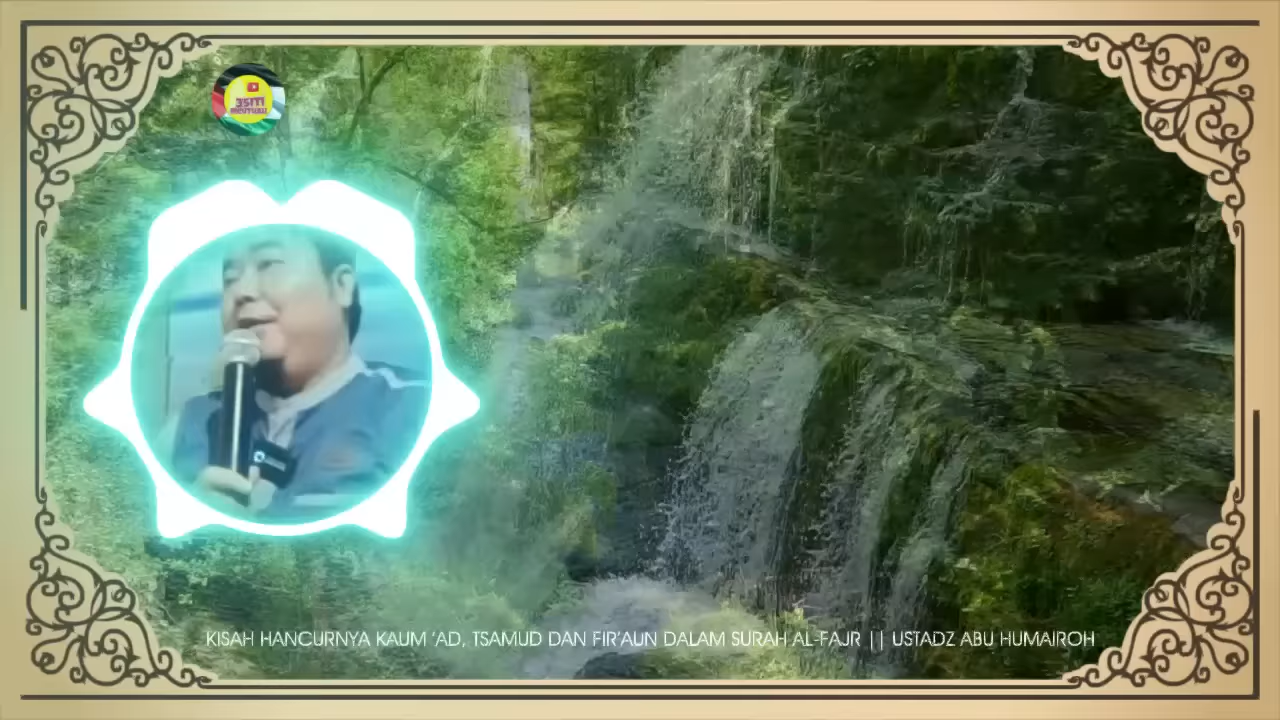 KISAH HANCURNYA KAUM 'AD, TSAMUD DAN FIR'AUN DALAM SURAH AL-FAJR || USTADZ ABU HUMAIROH